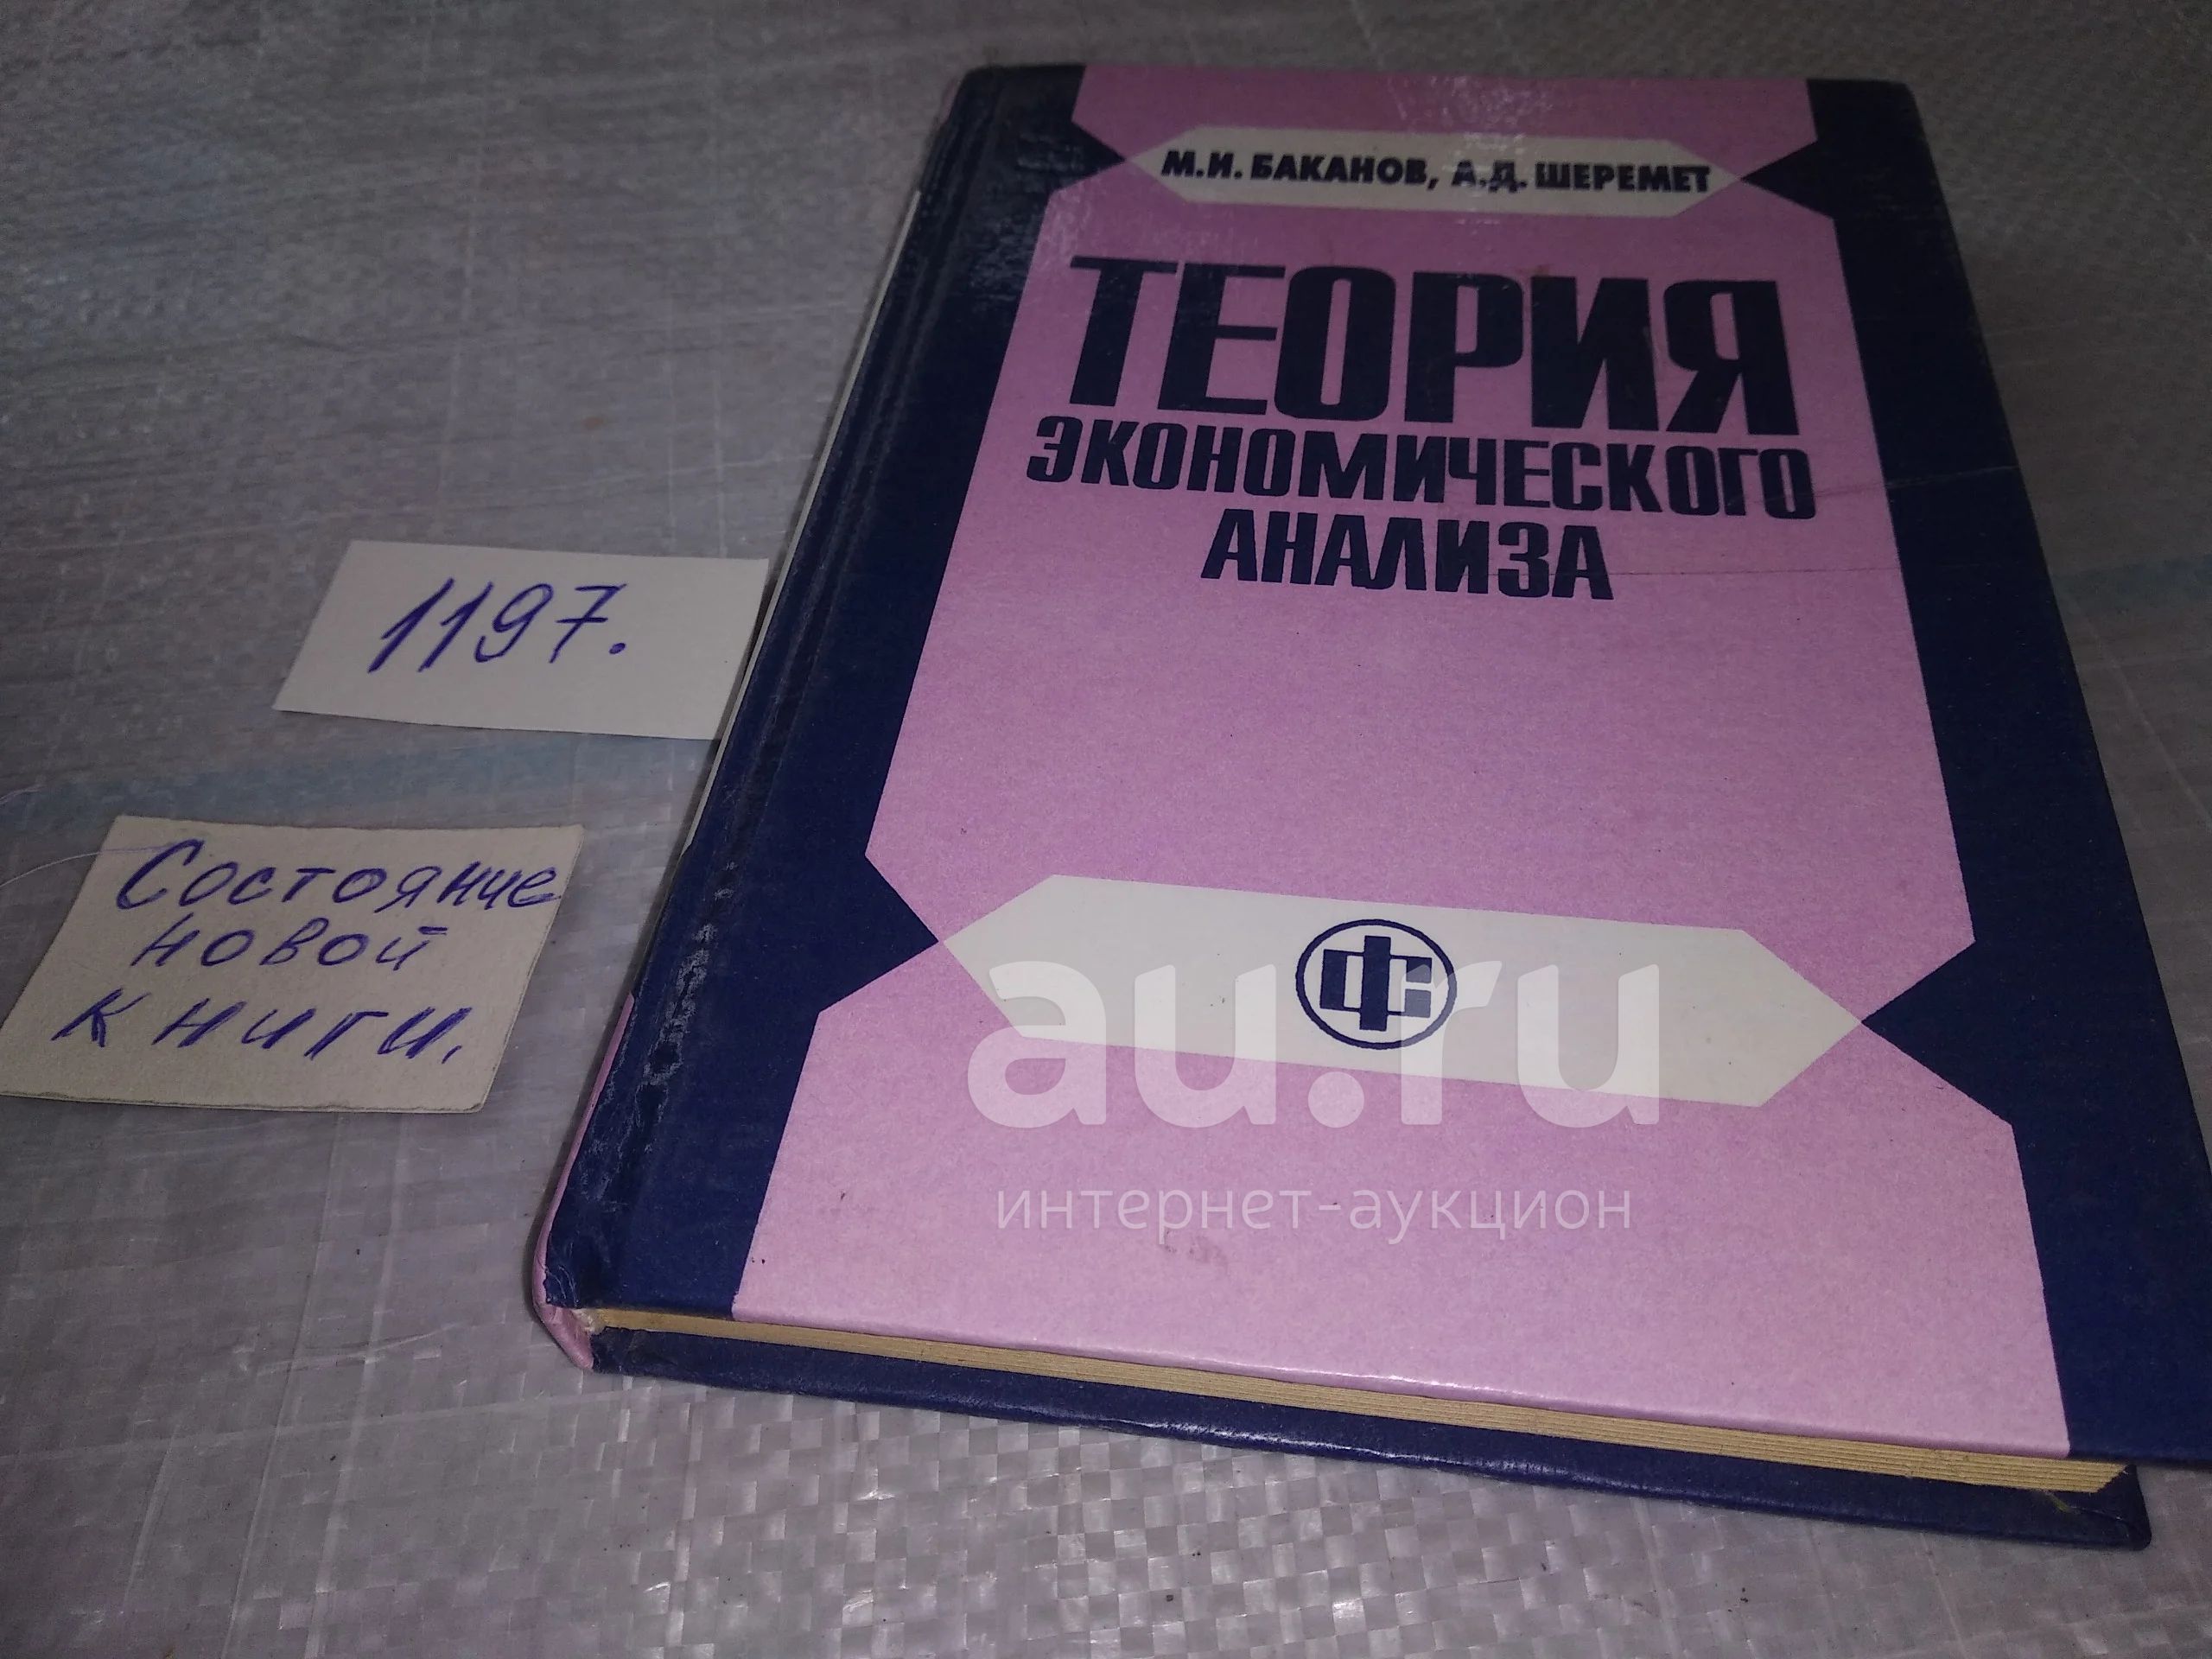 М.И. БАКАНОВ, А.Д. ШЕРЕМЕТ
ТЕОРИЯ
ЭКОНОМИЧЕСКОГО
АНАЛИЗА
1197.
Состояние
новой
книги.
фс
au.ru
интернет-аукцион